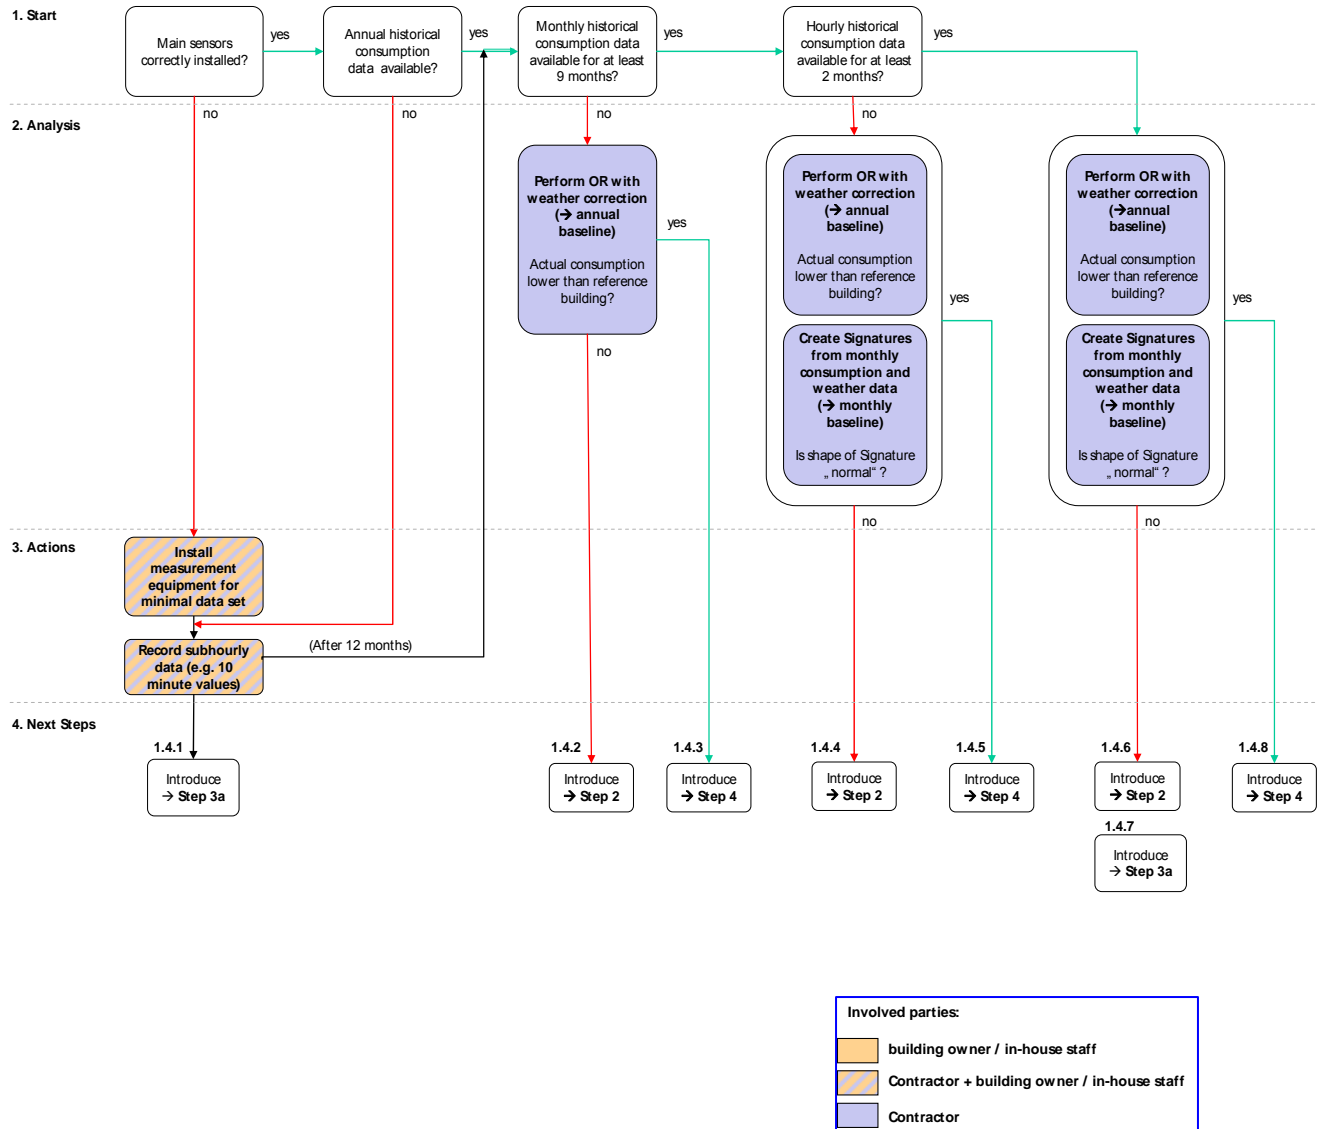 1. Start
Main sensors
correctly installed?
yes
Annual historical
consumption
data available?
yes
Monthly historical
consumption data
available for at least
9 months?
yes
Hourly historical
consumption data
available for at least
2 months?
yes
no
no
no
no
2. Analysis
Perform OR with
weather correction
(→ annual
baseline)
Actual consumption
lower than reference
building?
yes
no
Perform OR with
weather correction
(→ annual
baseline)
Actual consumption
lower than reference
building?
Create Signatures
from monthly
consumption and
weather data
(→ monthly
baseline)
Is shape of Signature
„ normal“ ?
yes
no
Perform OR with
weather correction
(→annual
baseline)
Actual consumption
lower than reference
building?
Create Signatures
from monthly
consumption and
weather data
(→ monthly
baseline)
Is shape of Signature
„ normal“ ?
yes
no
3. Actions
Install
measurement
equipment for
minimal data set
Record subhourly
data (e.g. 10
minute values)
(After 12 months)
4. Next Steps
1.4.1
Introduce
→ Step 3a
1.4.2
Introduce
→ Step 2
1.4.3
Introduce
→ Step 4
1.4.4
Introduce
→ Step 2
1.4.5
Introduce
→ Step 4
1.4.6
Introduce
→ Step 2
1.4.7
Introduce
→ Step 3a
1.4.8
Introduce
→ Step 4
Involved parties:
building owner / in-house staff
Contractor + building owner / in-house staff
Contractor